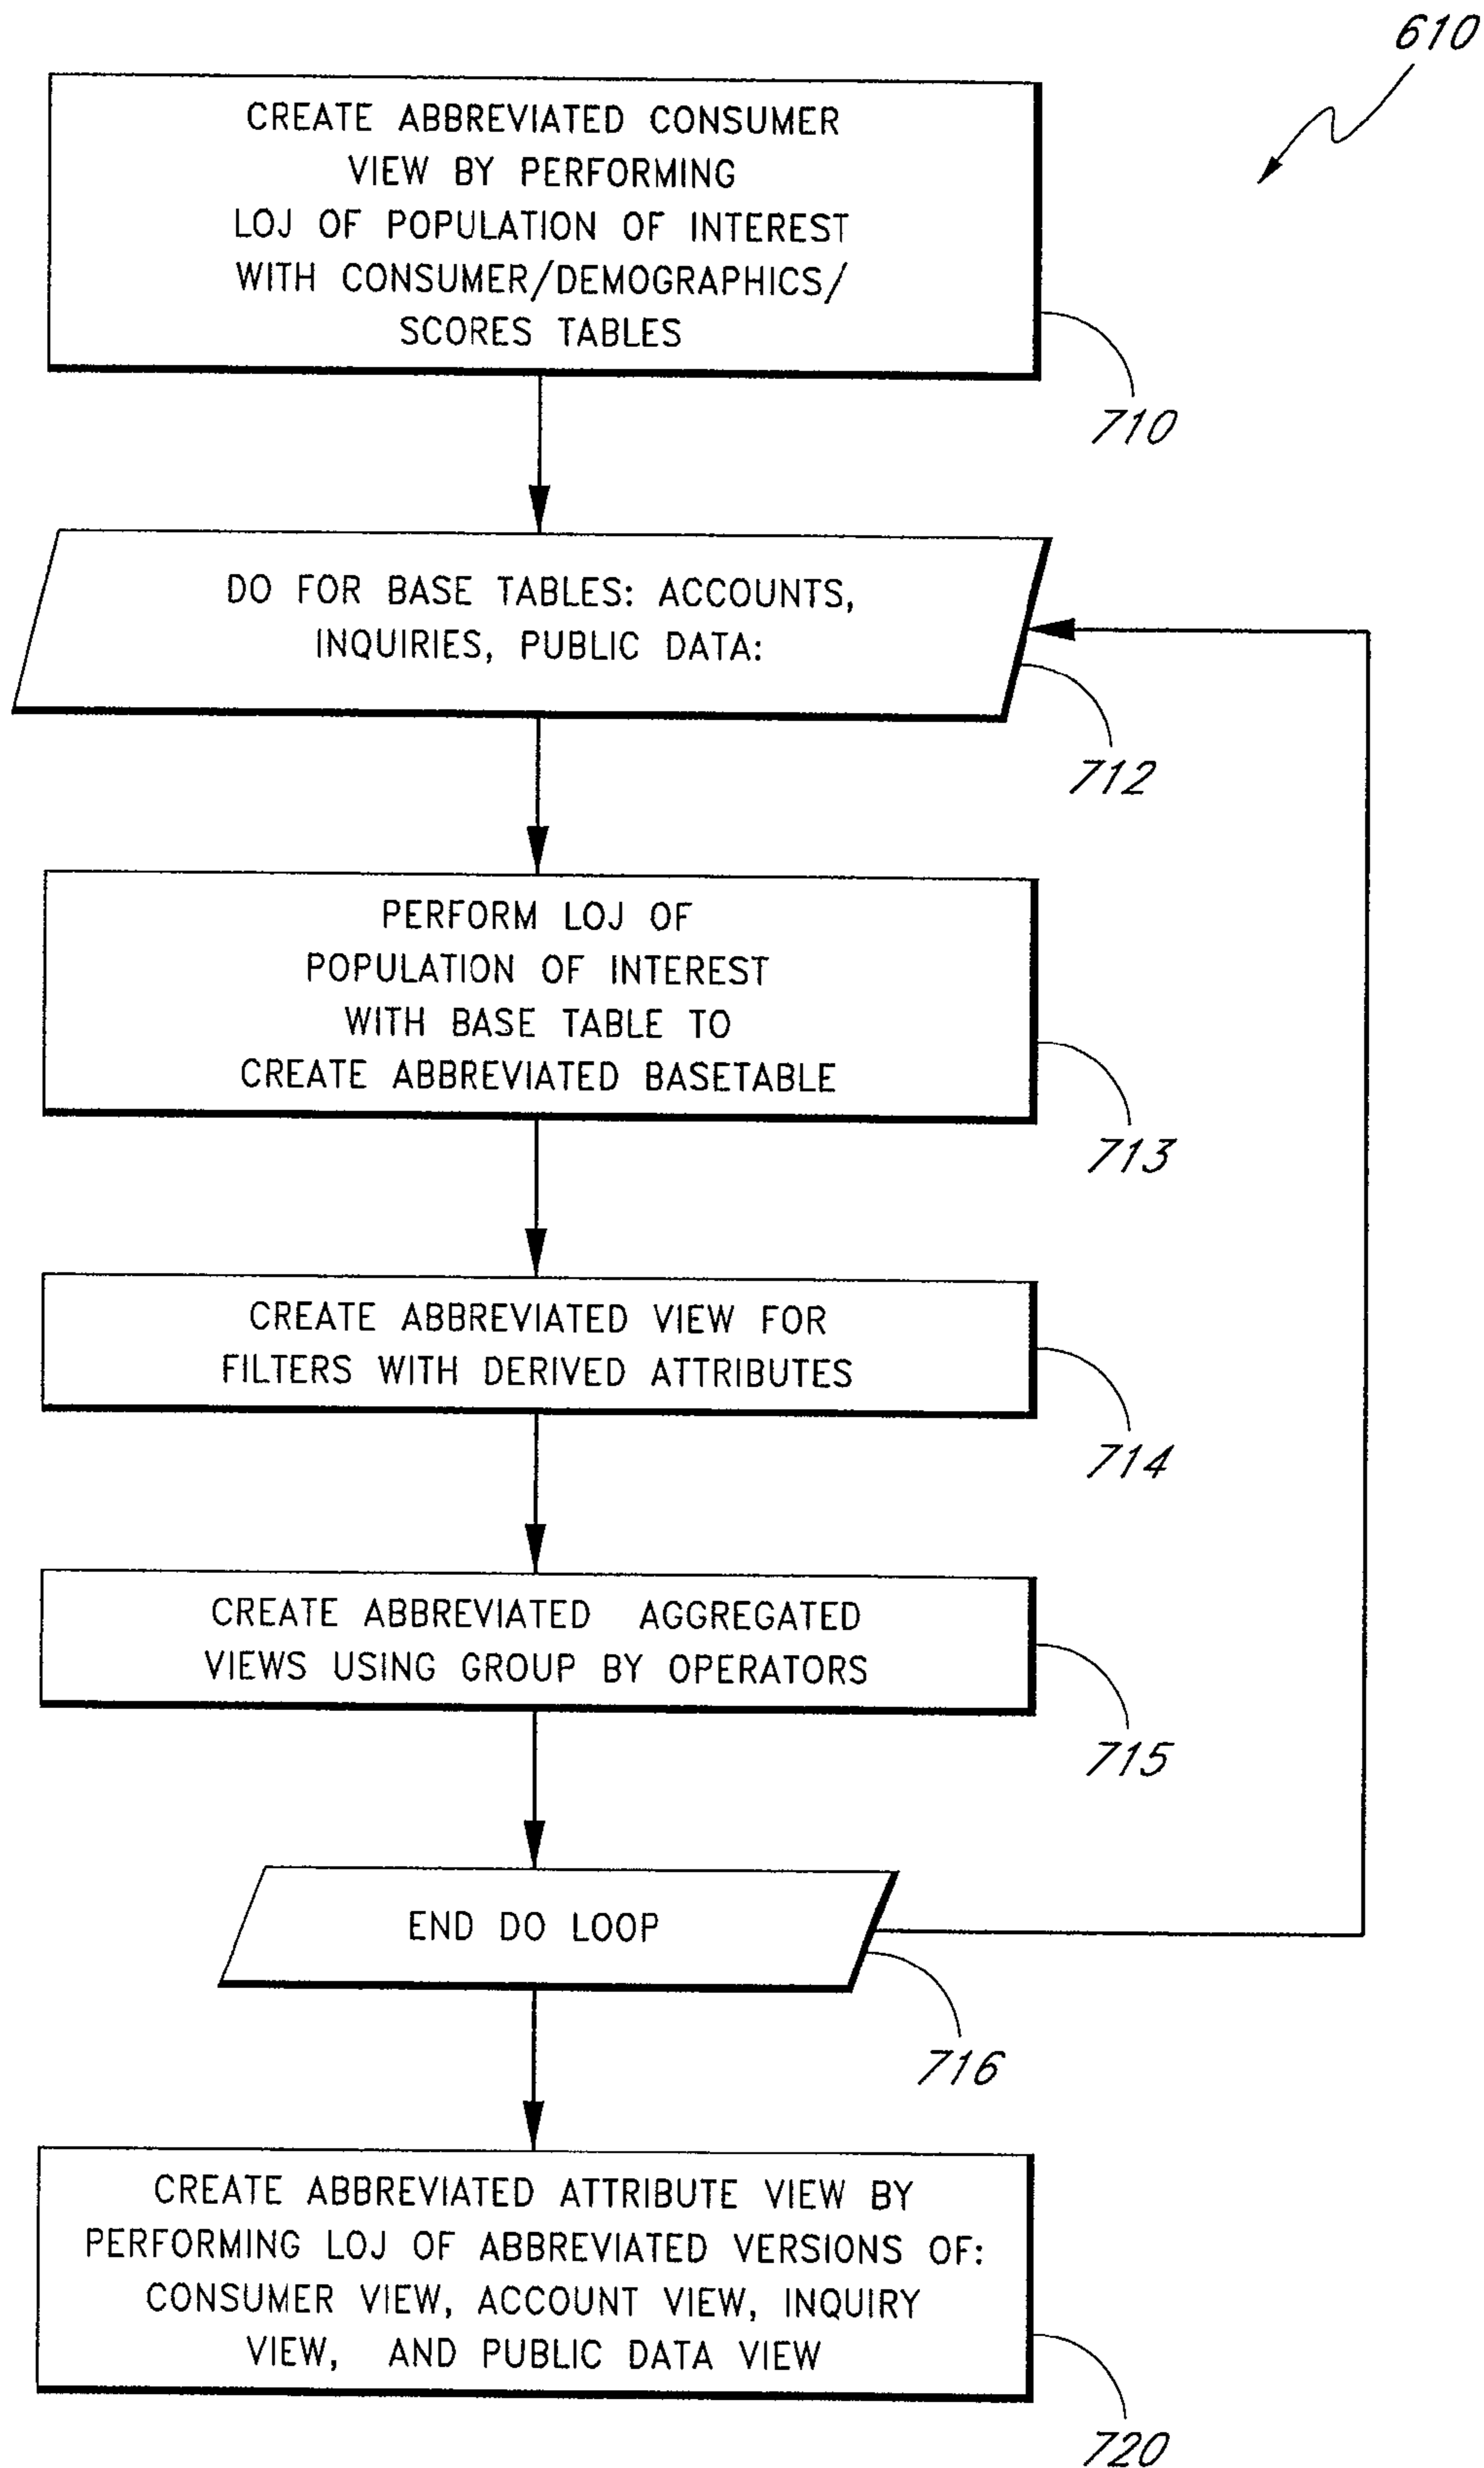 610
CREATE ABBREVIATED CONSUMER
VIEW BY PERFORMING
LOJ OF POPULATION OF INTEREST
WITH CONSUMER/DEMOGRAPHICS/
SCORES TABLES
710
DO FOR BASE TABLES: ACCOUNTS,
INQUIRIES, PUBLIC DATA:
712
PERFORM LOJ OF
POPULATION OF INTEREST
WITH BASE TABLE TO
CREATE ABBREVIATED BASETABLE
713
CREATE ABBREVIATED VIEW FOR
FILTERS WITH DERIVED ATTRIBUTES
714
CREATE ABBREVIATED AGGREGATED
VIEWS USING GROUP BY OPERATORS
715
END DO LOOP
716
CREATE ABBREVIATED ATTRIBUTE VIEW BY
PERFORMING LOJ OF ABBREVIATED VERSIONS OF:
CONSUMER VIEW, ACCOUNT VIEW, INQUIRY
VIEW, AND PUBLIC DATA VIEW
720